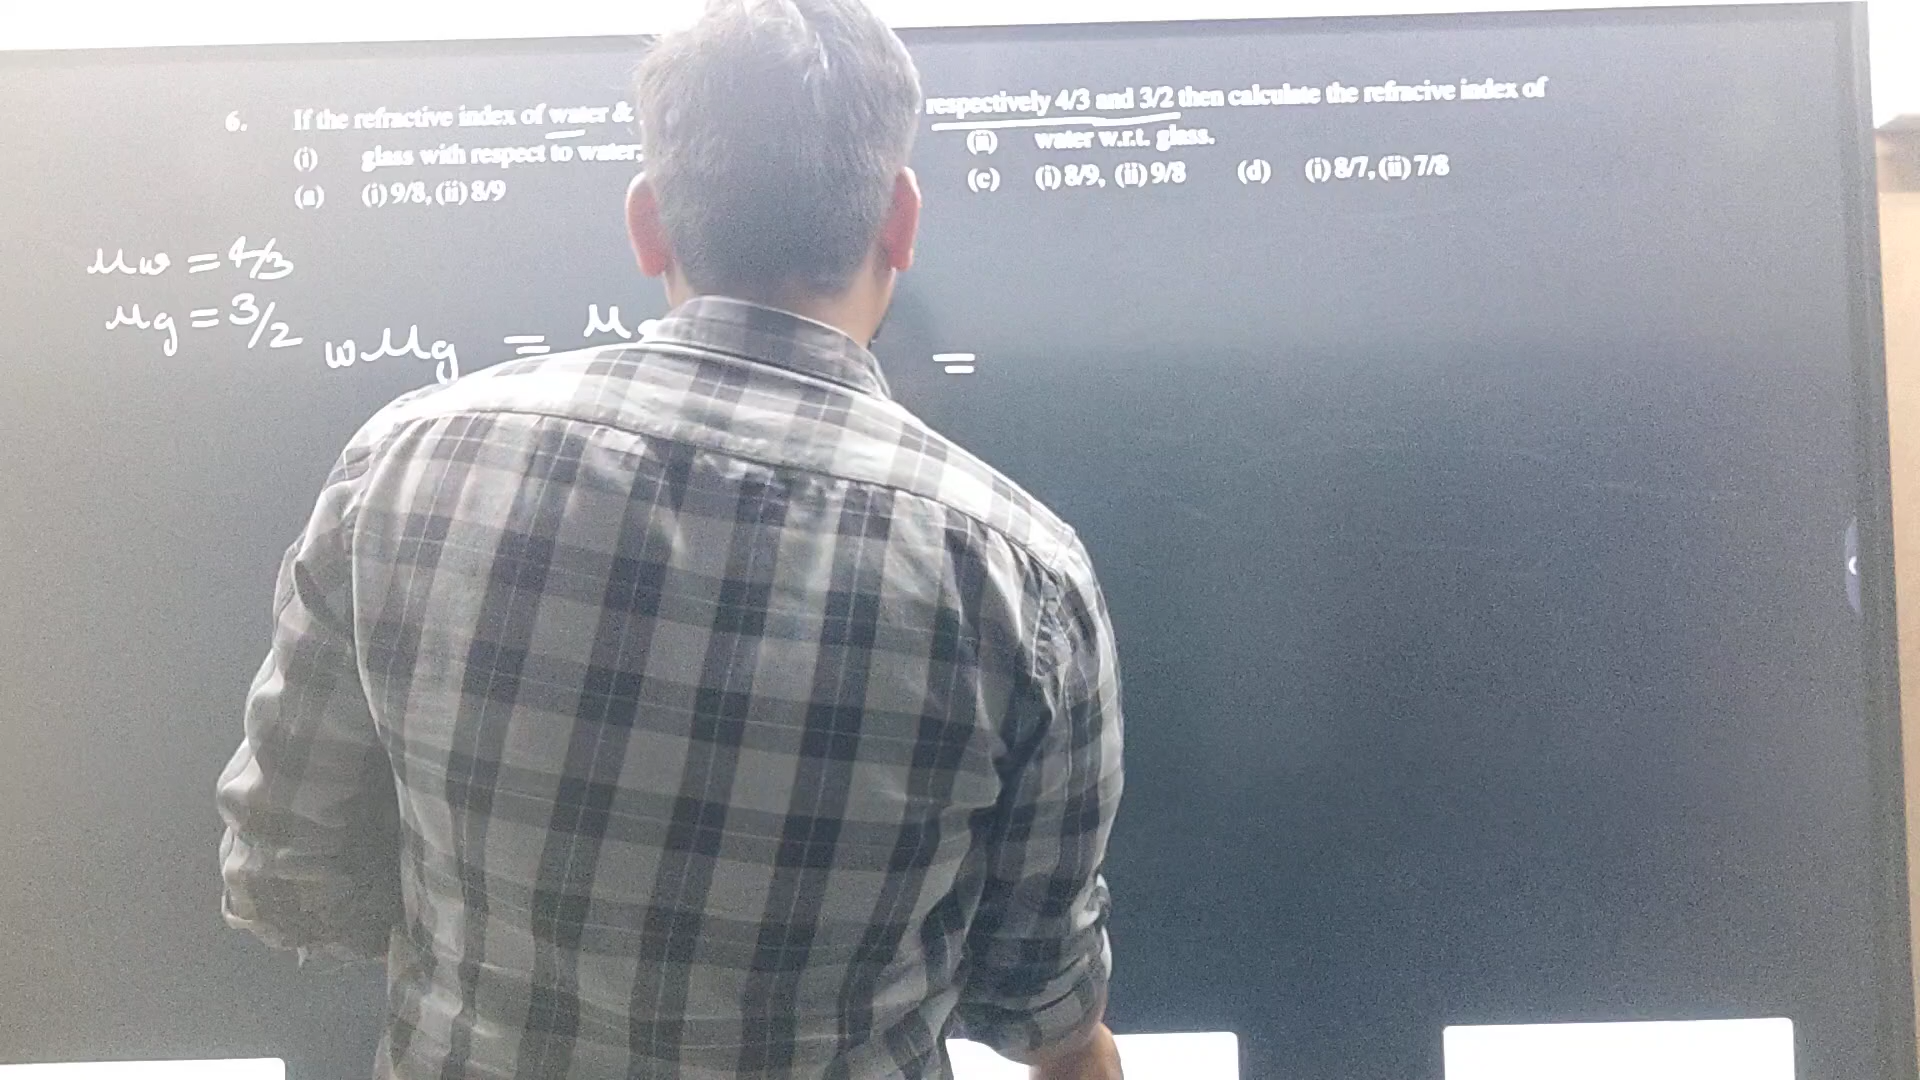 6. If the refractive index of water & respectively 4/3 and 3/2 then calculate the refracive index of
(i) glass with respect to water; (ii) water w.r.t. glass.
(a) (i) 9/8, (ii) 8/9 (c) (i) 8/9, (ii) 9/8 (d) (i) 8/7, (ii) 7/8
μw = 4/3
μg = 3/2
wμg = μ =